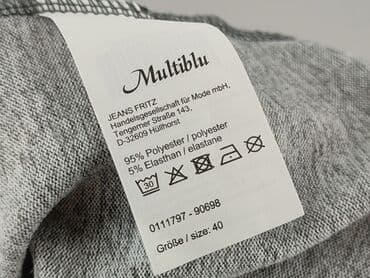 Multiblu
JEANS FRITZ
Handelsgesellschaft für Mode mbH,
Tengerner Straße 143,
D-32609 Hüllhorst
95% Polyester / polyester
5% Elasthan / elastane
30
0111797 - 90698
Größe / size: 40